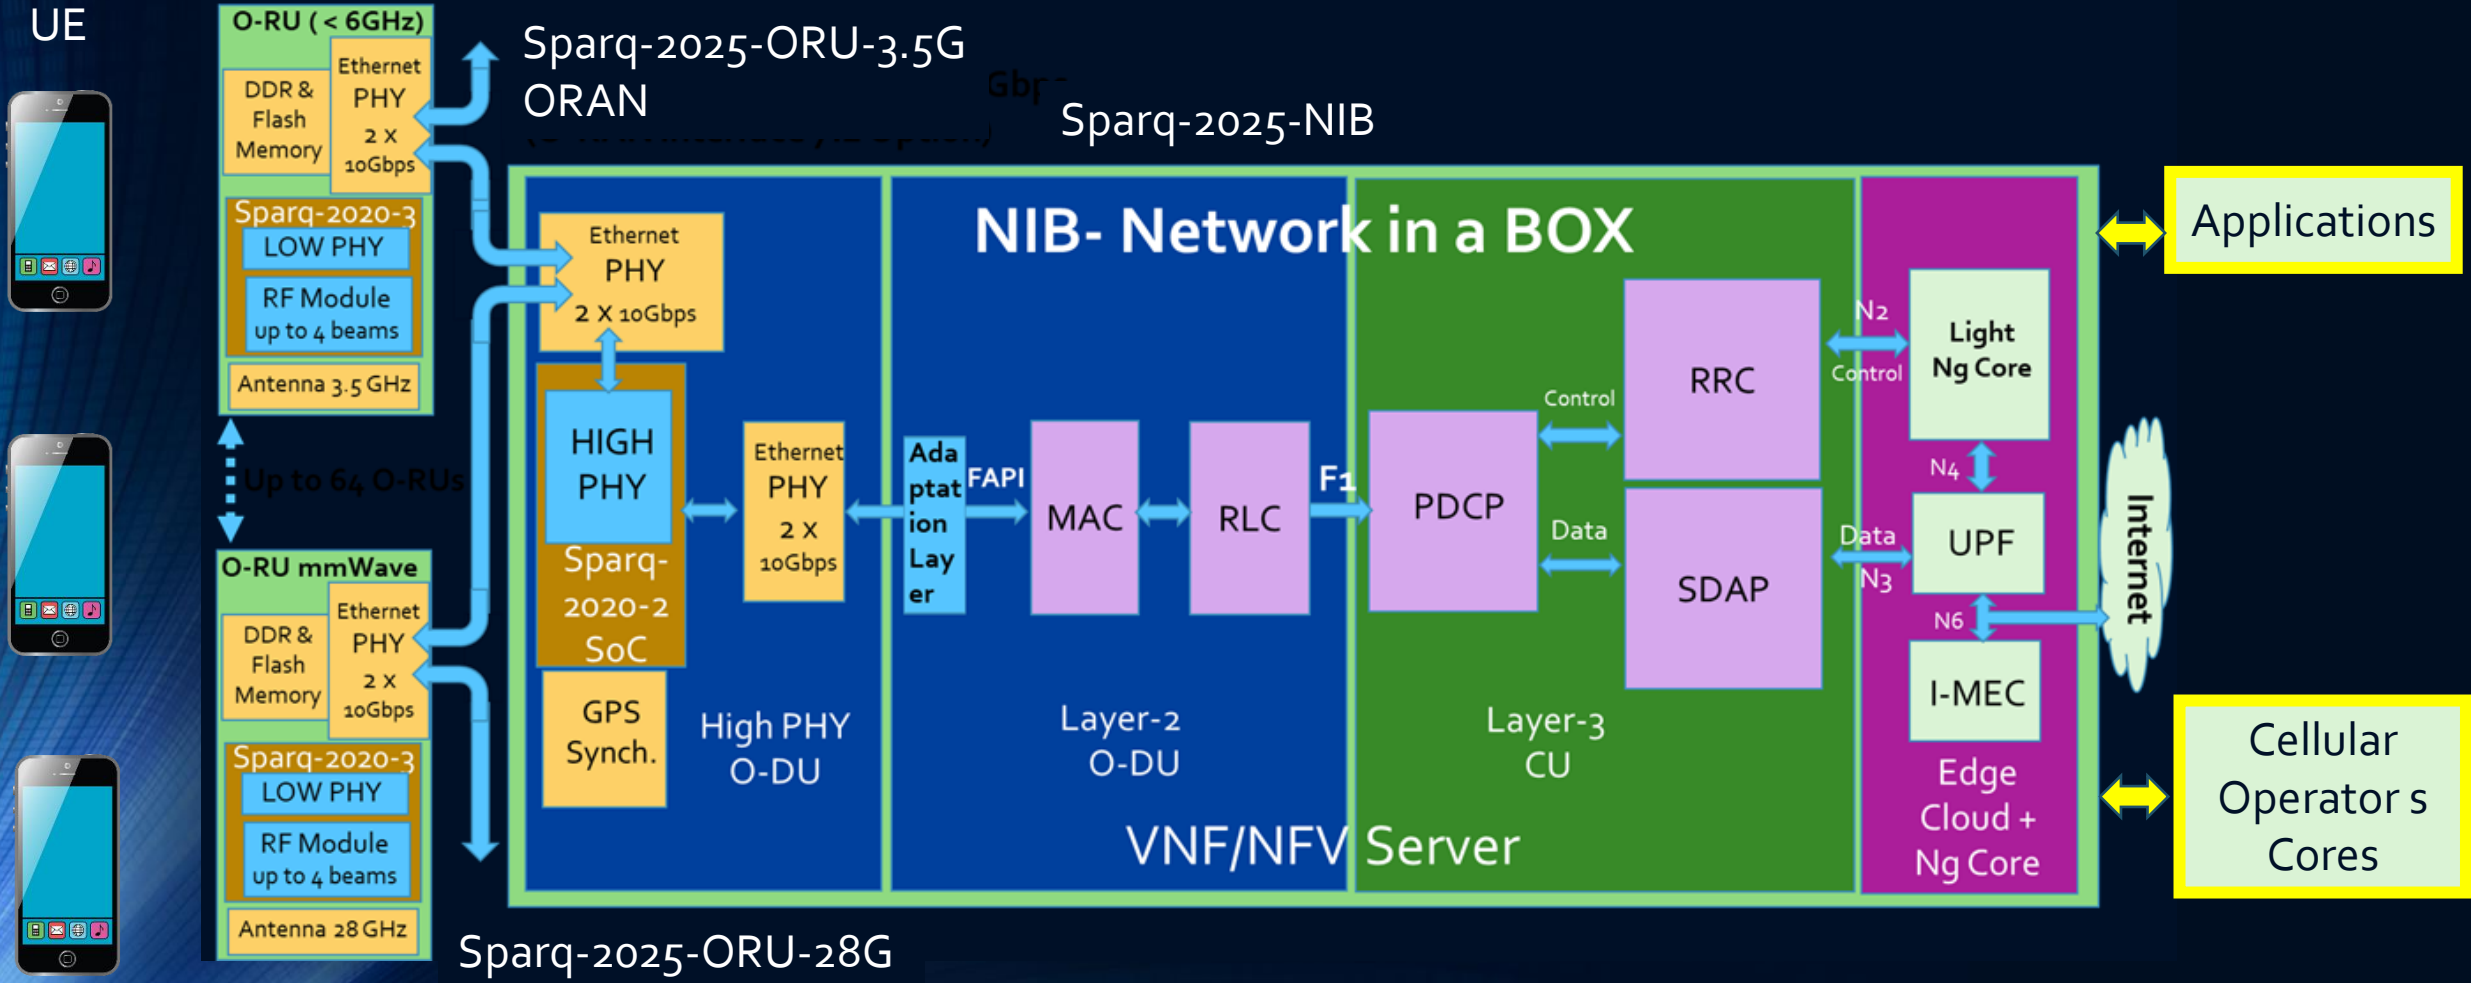 UE
O-RU ( < 6GHz)
Ethernet
PHY
2 x
10Gbps
DDR &
Flash
Memory
Sparq-2020-3
LOW PHY
RF Module
up to 4 beams
Antenna 3.5 GHz
Up to 64 O-RUs
O-RU mmWave
Ethernet
PHY
2 x
10Gbps
DDR &
Flash
Memory
Sparq-2020-3
LOW PHY
RF Module
up to 4 beams
Antenna 28 GHz
Sparq-2025-ORU-3.5G
ORAN
Gbps
Sparq-2025-NIB
Sparq-2025-ORU-28G
NIB- Network in a BOX
Ethernet
PHY
2 X 10Gbps
HIGH
PHY
Sparq-
2020-2
SoC
GPS
Synch.
Ethernet
PHY
2 x
10Gbps
High PHY
O-DU
Ada
ptat
ion
Lay
er
FAPI
MAC
RLC
F1
Layer-2
O-DU
PDCP
Control
Data
RRC
SDAP
Layer-3
CU
VNF/NFV Server
N2
Control
Data
N3
Light
Ng Core
N4
UPF
N6
I-MEC
Edge
Cloud +
Ng Core
Internet
Applications
Cellular
Operator s
Cores